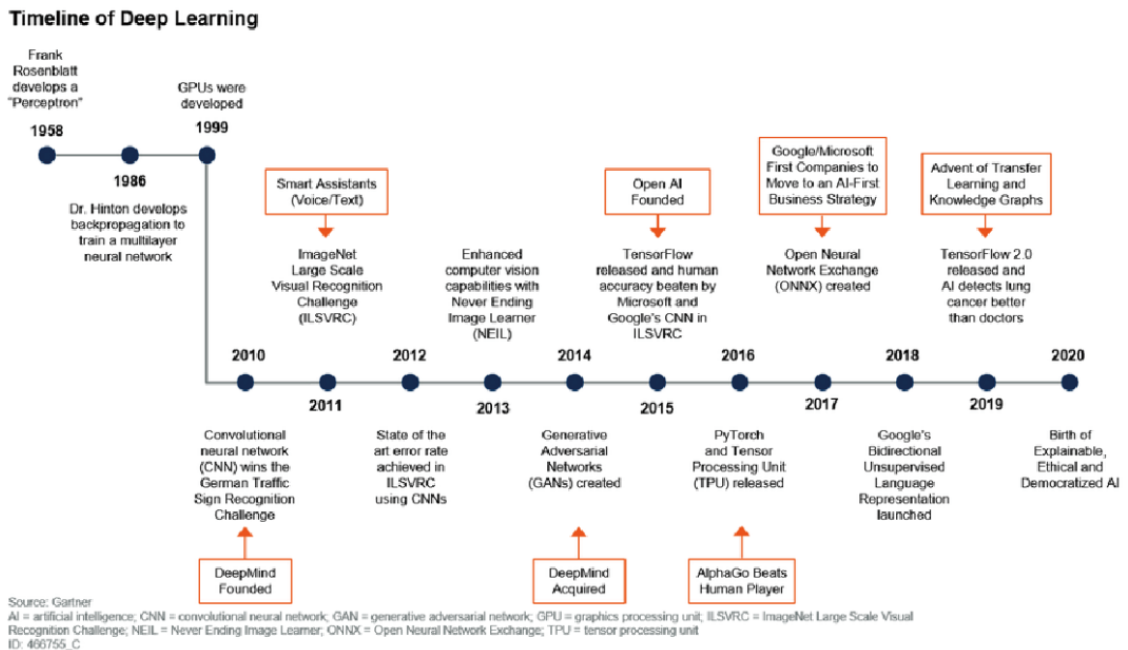 Timeline of Deep Learning
Frank
Rosenblatt
develops a
"Perceptron"
1958
1986
Dr. Hinton develops
backpropagation to
train a multilayer
neural network
GPUs were
developed
1999
Smart Assistants
(Voice/Text)
ImageNet
Large Scale
Visual Recognition
Challenge
(ILSVRC)
Enhanced
computer vision
capabilities with
Never Ending
Image Learner
(NEIL)
Open AI
Founded
TensorFlow
released and human
accuracy beaten by
Microsoft and
Google's CNN in
ILSVRC
Google/Microsoft
First Companies to
Move to an AI-First
Business Strategy
Open Neural
Network Exchange
(ONNX) created
Advent of Transfer
Learning and
Knowledge Graphs
TensorFlow 2.0
released and
AI detects lung
cancer better
than doctors
2010
2011
2012
2013
2014
2015
2016
2017
2018
2019
2020
Convolutional
neural network
(CNN) wins the
German Traffic
Sign Recognition
Challenge
DeepMind
Founded
State of the
art error rate
achieved in
ILSVRC
using CNNs
Generative
Adversarial
Networks
(GANs) created
DeepMind
Acquired
PyTorch
and Tensor
Processing Unit
(TPU) released
AlphaGo Beats
Human Player
Google's
Bidirectional
Unsupervised
Language
Representation
launched
Birth of
Explainable,
Ethical and
Democratized AI
Source: Gartner
AI = artificial intelligence; CNN = convolutional neural network; GAN = generative adversarial network; GPU = graphics processing unit; ILSVRC = ImageNet Large Scale Visual
Recognition Challenge; NEIL = Never Ending Image Learner; ONNX = Open Neural Network Exchange; TPU = tensor processing unit
ID: 466755_C